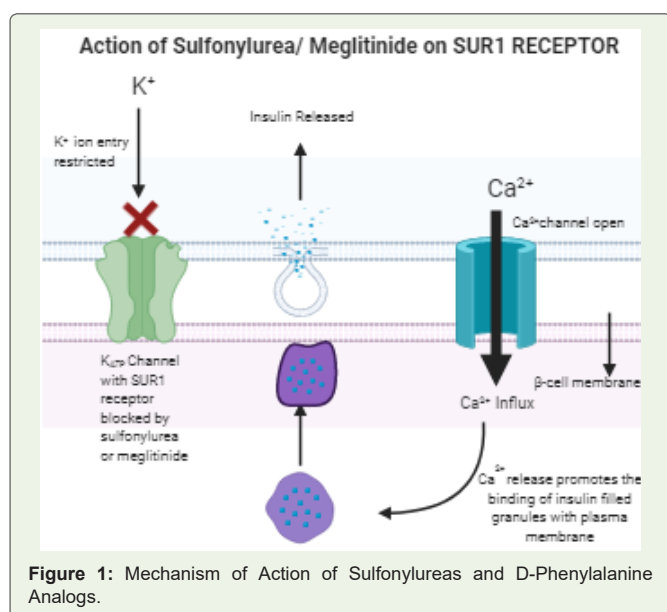 Action of Sulfonylurea/ Meglitinide on SUR1 RECEPTOR
K⁺
K⁺ ion entry
restricted
Insulin Released
Ca²⁺
Ca²⁺channel open
K_ATP Channel
with SUR1
receptor
blocked by
sulfonylurea
or meglitinide
β-cell membrane
Ca²⁺ Influx
Ca²⁺ release promotes the
binding of insulin filled
granules with plasma
membrane
Figure 1: Mechanism of Action of Sulfonylureas and D-Phenylalanine
Analogs.